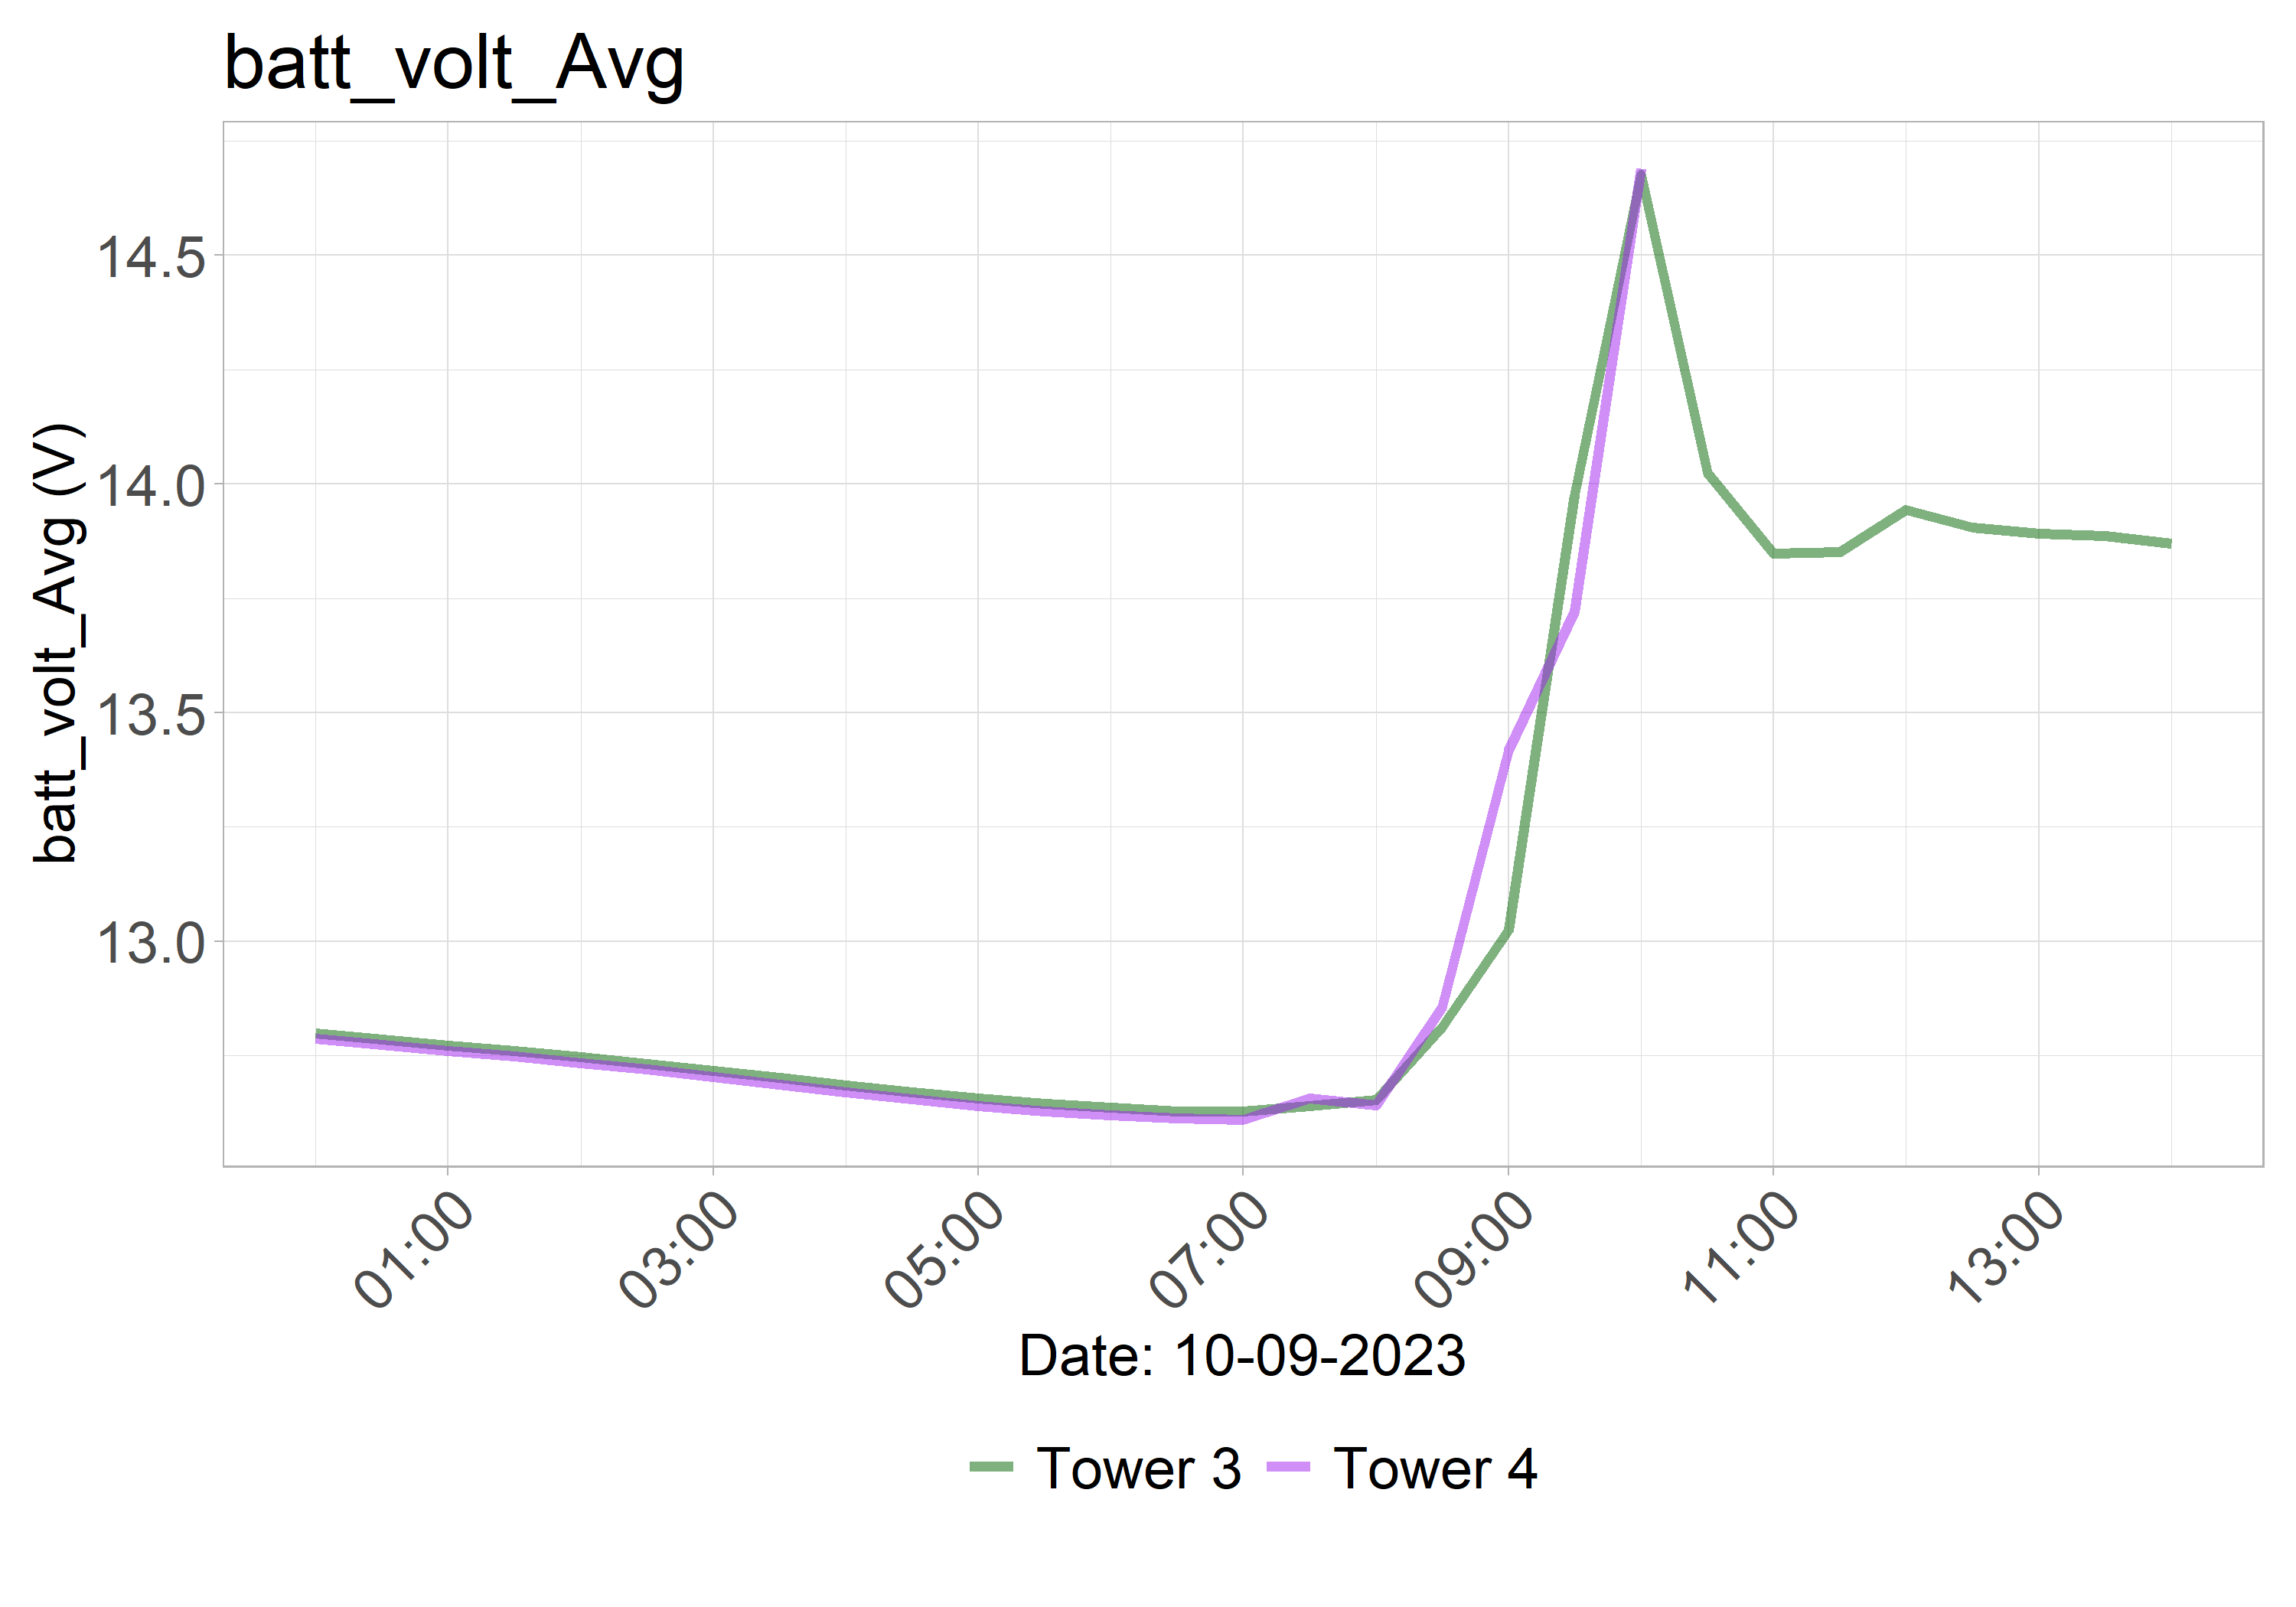 batt_volt_Avg
batt_volt_Avg (V)
14.5
14.0
13.5
13.0
01:00 03:00 05:00 07:00 09:00 11:00 13:00
Date: 10-09-2023
Tower 3 Tower 4